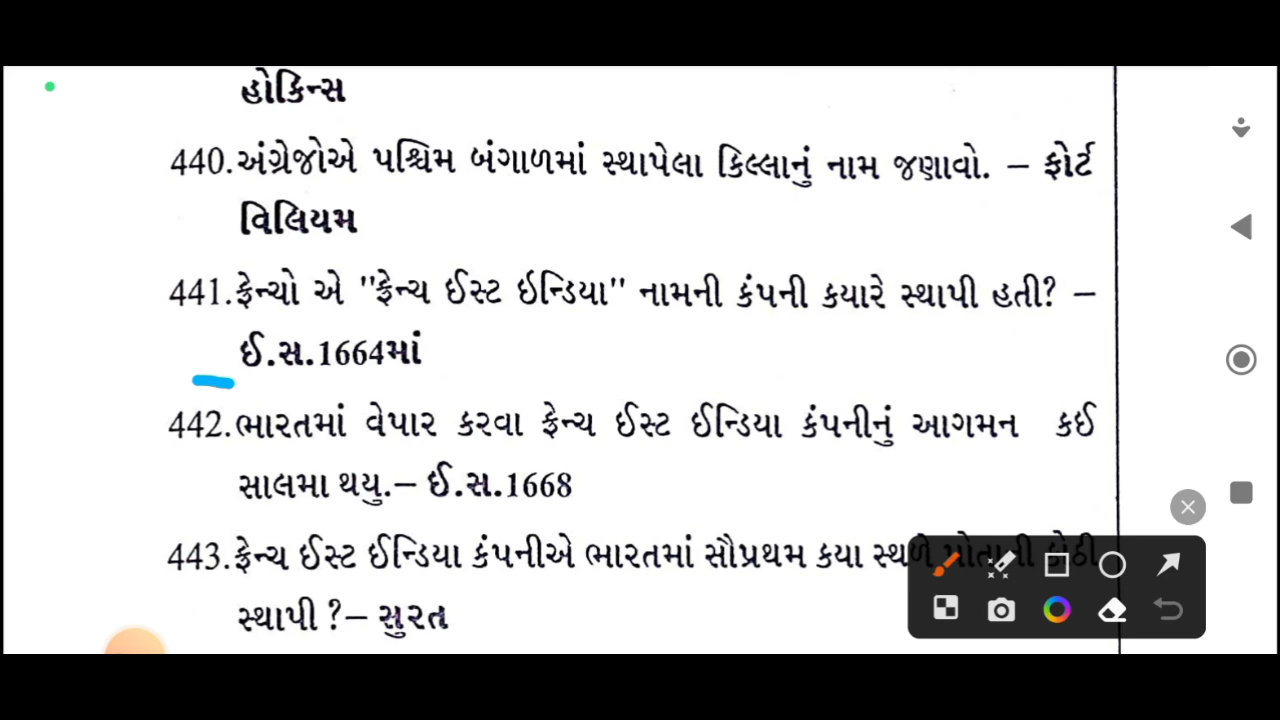 હોકિન્સ
440.અંગ્રેજોએ પશ્ચિમ બંગાળમાં સ્થાપેલા કિલ્લાનું નામ જણાવો. – ફોર્ટ
વિલિયમ
441.ફ્રેન્ચો એ "ફ્રેન્ચ ઈસ્ટ ઇન્ડિયા" નામની કંપની કયારે સ્થાપી હતી? –
ઈ.સ.1664માં
442.ભારતમાં વેપાર કરવા ફ્રેન્ચ ઈસ્ટ ઈન્ડિયા કંપનીનું આગમન કઈ
સાલમા થયુ.– ઈ.સ.1668
443.ફ્રેન્ચ ઈસ્ટ ઈન્ડિયા કંપનીએ ભારતમાં સૌપ્રથમ કયા સ્થળે પોતાની કોઠી
સ્થાપી ?– સુરત